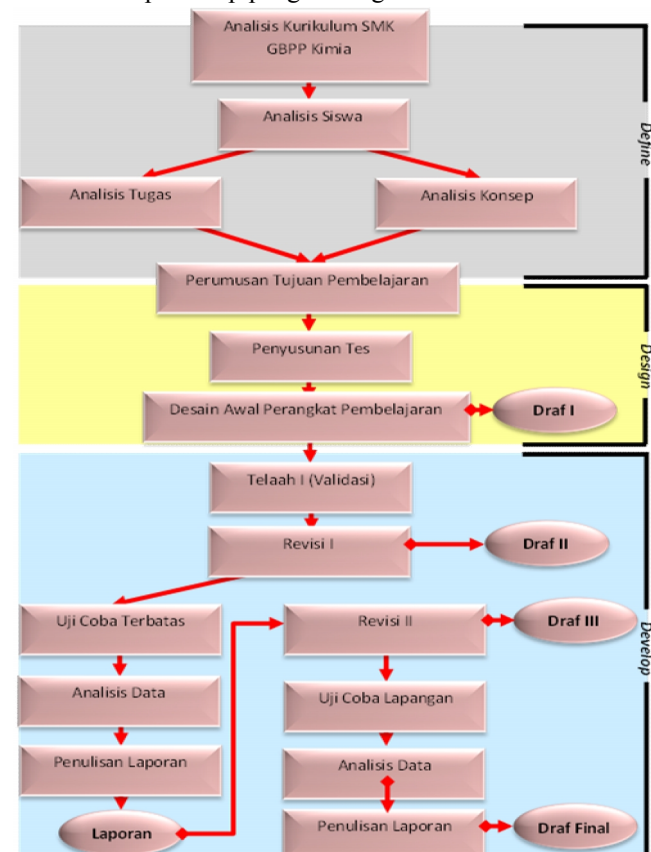 Analisis Kurikulum SMK
GBPP Kimia
Analisis Siswa
Analisis Tugas
Analisis Konsep
Define
Perumusan Tujuan Pembelajaran
Penyusunan Tes
Desain Awal Perangkat Pembelajaran
Draf I
Design
Telaah I (Validasi)
Revisi I
Draf II
Uji Coba Terbatas
Revisi II
Draf III
Develop
Analisis Data
Uji Coba Lapangan
Penulisan Laporan
Analisis Data
Laporan
Penulisan Laporan
Draf Final